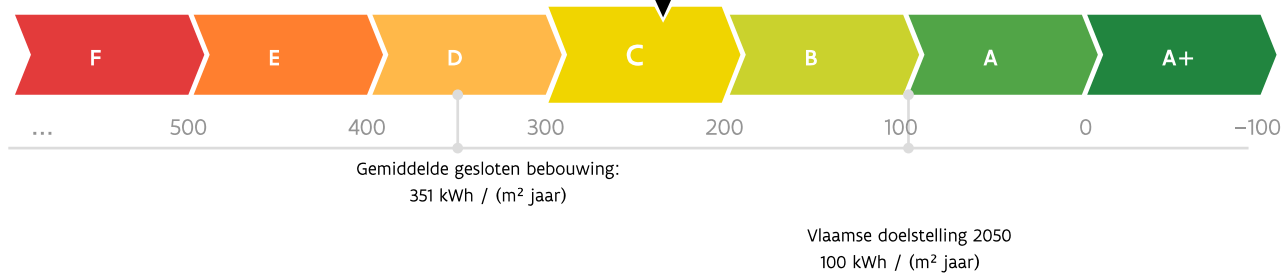 F E D C B A A+
... 500 400 300 200 100 0 –100
Gemiddelde gesloten bebouwing:
351 kWh / (m² jaar)
Vlaamse doelstelling 2050
100 kWh / (m² jaar)